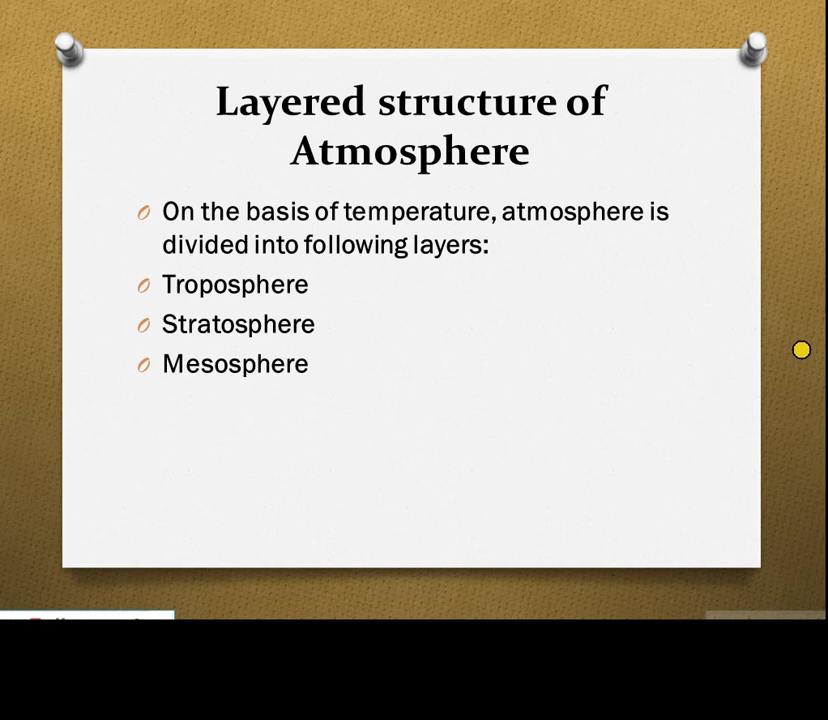 Layered structure of
Atmosphere
On the basis of temperature, atmosphere is
divided into following layers:
Troposphere
Stratosphere
Mesosphere